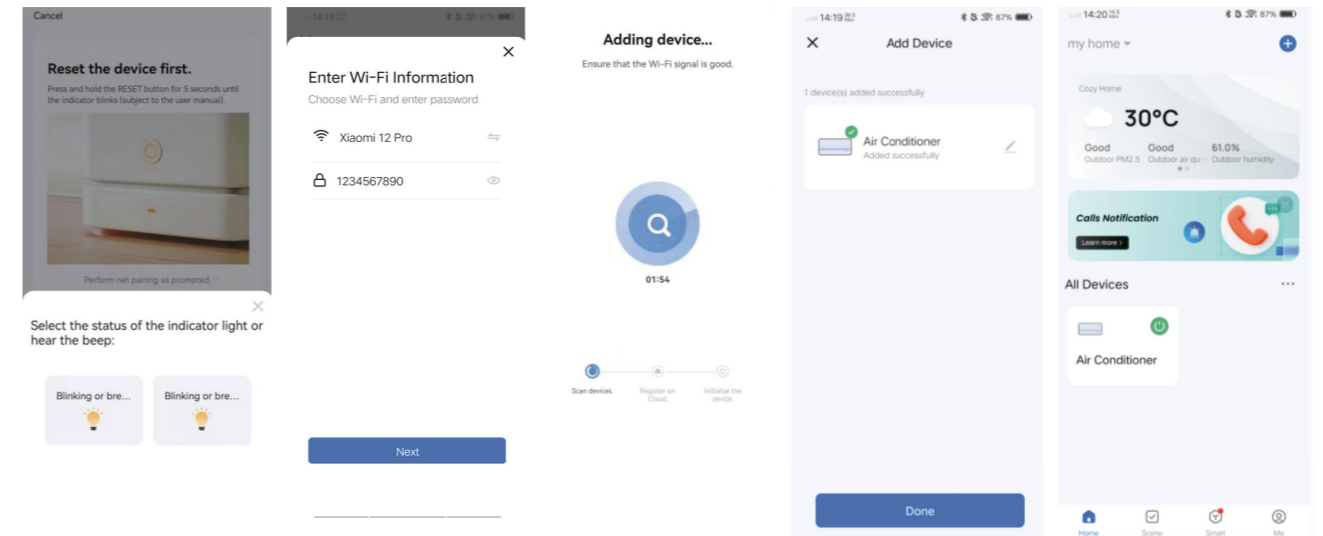 Cancel
Reset the device first.
Press and hold the RESET button for 5 seconds until
the indicator blinks (subject to the user manual).
Perform net pairing as prompted. >
Select the status of the indicator light or
hear the beep:
Blinking or bre...
Blinking or bre...
14:19
87%
Enter Wi-Fi Information
Choose Wi-Fi and enter password
Xiaomi 12 Pro
1234567890
Next
Adding device...
Ensure that the Wi-Fi signal is good.
01:54
Scan devices.
Register on
Cloud.
Initialize the
device.
14:19
87%
Add Device
1 device(s) added successfully
Air Conditioner
Added successfully
Done
14:20
87%
my home
Cozy Home
30°C
Good
Good
61.0%
Outdoor PM2.5
Outdoor air qu...
Outdoor humidity
Calls Notification
Learn more >
All Devices
Air Conditioner
Home
Scene
Smart
Me